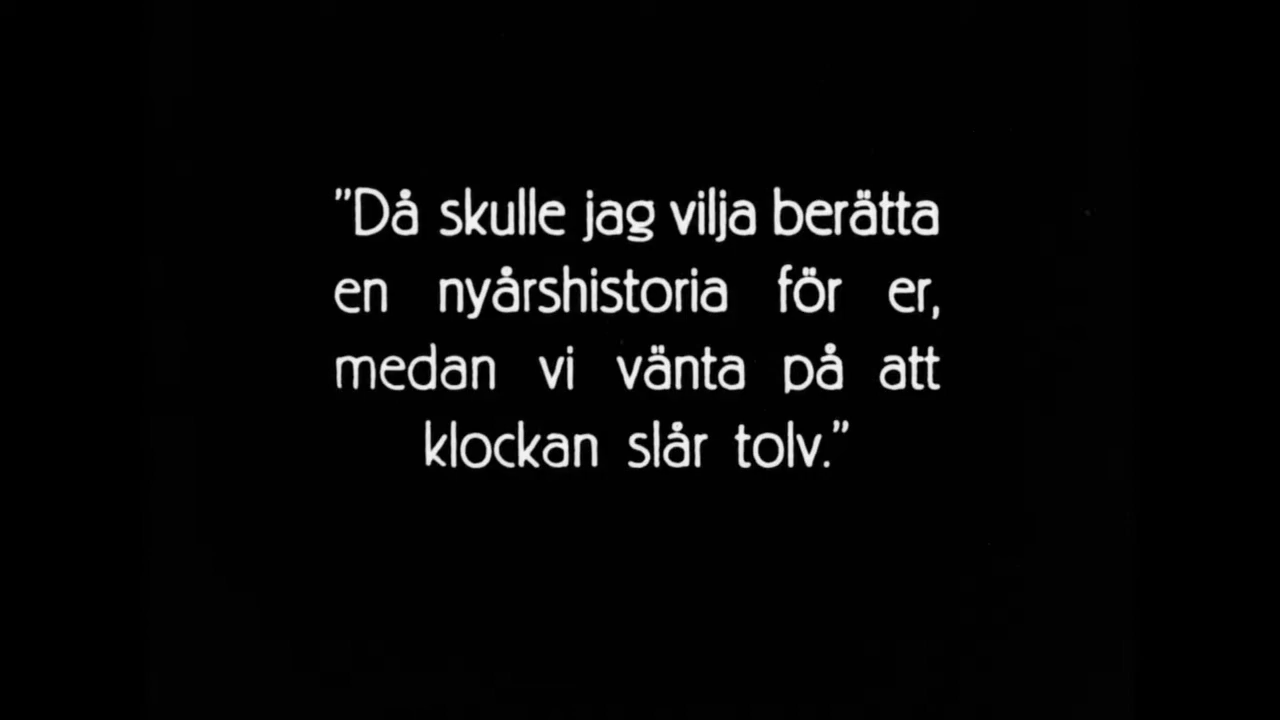 "Då skulle jag vilja berätta
en nyårshistoria för er,
medan vi vänta på att
klockan slår tolv."